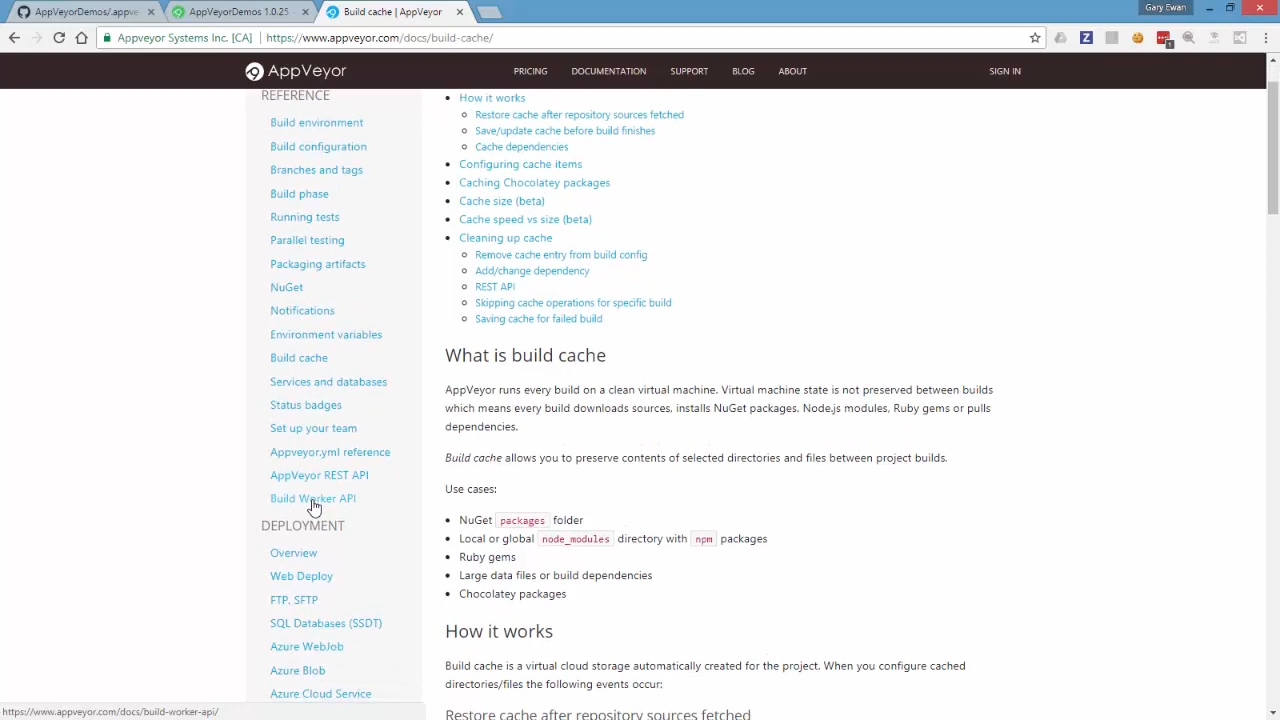 AppVeyorDemos/.appve
AppVeyorDemos 1.0.25
Build cache | AppVeyor
Gary Ewan
Appveyor Systems Inc. [CA]
https://www.appveyor.com/docs/build-cache/
AppVeyor
PRICING
DOCUMENTATION
SUPPORT
BLOG
ABOUT
SIGN IN
REFERENCE
Build environment
Build configuration
Branches and tags
Build phase
Running tests
Parallel testing
Packaging artifacts
NuGet
Notifications
Environment variables
Build cache
Services and databases
Status badges
Set up your team
Appveyor.yml reference
AppVeyor REST API
Build Worker API
DEPLOYMENT
Overview
Web Deploy
FTP, SFTP
SQL Databases (SSDT)
Azure WebJob
Azure Blob
Azure Cloud Service
How it works
Restore cache after repository sources fetched
Save/update cache before build finishes
Cache dependencies
Configuring cache items
Caching Chocolatey packages
Cache size (beta)
Cache speed vs size (beta)
Cleaning up cache
Remove cache entry from build config
Add/change dependency
REST API
Skipping cache operations for specific build
Saving cache for failed build
What is build cache
AppVeyor runs every build on a clean virtual machine. Virtual machine state is not preserved between builds
which means every build downloads sources, installs NuGet packages, Node.js modules, Ruby gems or pulls
dependencies.
Build cache allows you to preserve contents of selected directories and files between project builds.
Use cases:
NuGet packages folder
Local or global node_modules directory with npm packages
Ruby gems
Large data files or build dependencies
Chocolatey packages
How it works
Build cache is a virtual cloud storage automatically created for the project. When you configure cached
directories/files the following events occur:
Restore cache after repository sources fetched
https://www.appveyor.com/docs/build-worker-api/